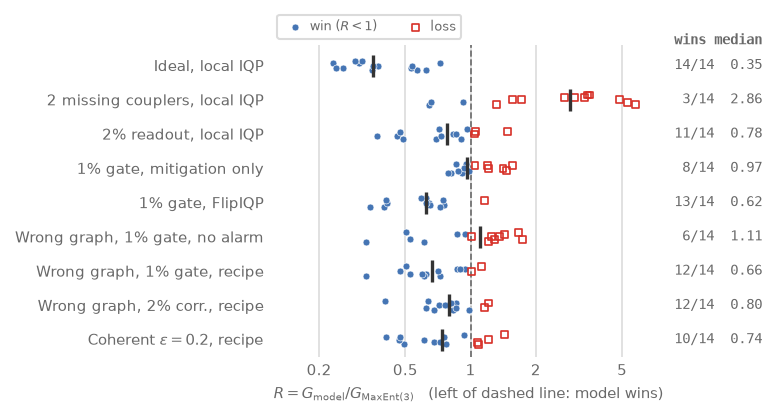 win (R < 1) loss
wins median
Ideal, local IQP 14/14 0.35
2 missing couplers, local IQP 3/14 2.86
2% readout, local IQP 11/14 0.78
1% gate, mitigation only 8/14 0.97
1% gate, FlipIQP 13/14 0.62
Wrong graph, 1% gate, no alarm 6/14 1.11
Wrong graph, 1% gate, recipe 12/14 0.66
Wrong graph, 2% corr., recipe 12/14 0.80
Coherent ε = 0.2, recipe 10/14 0.74
0.2 0.5 1 2 5
R = G_model/G_MaxEnt(3) (left of dashed line: model wins)